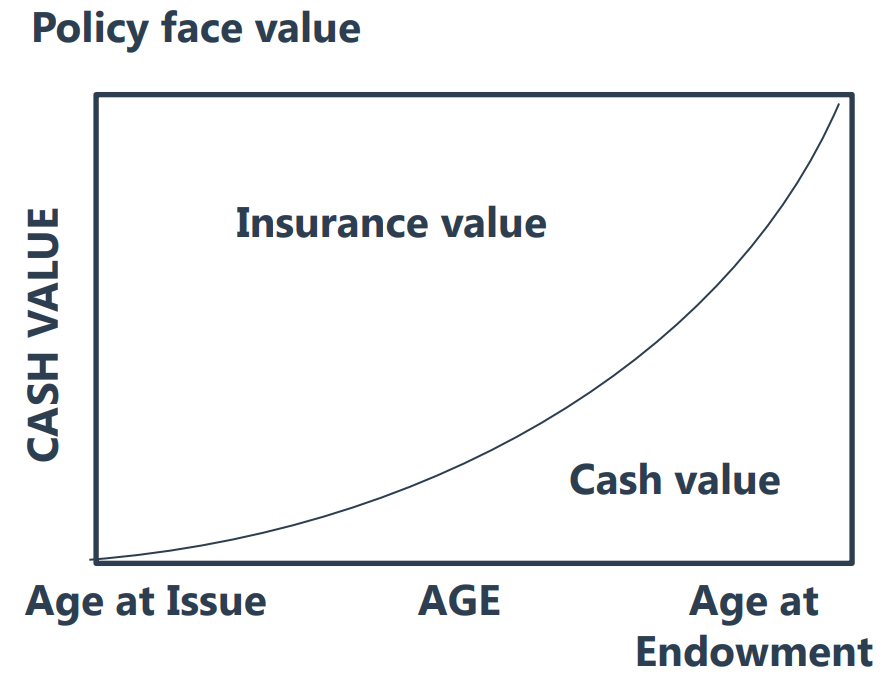 Policy face value
Insurance value
CASH VALUE
Cash value
Age at Issue
AGE
Age at
Endowment